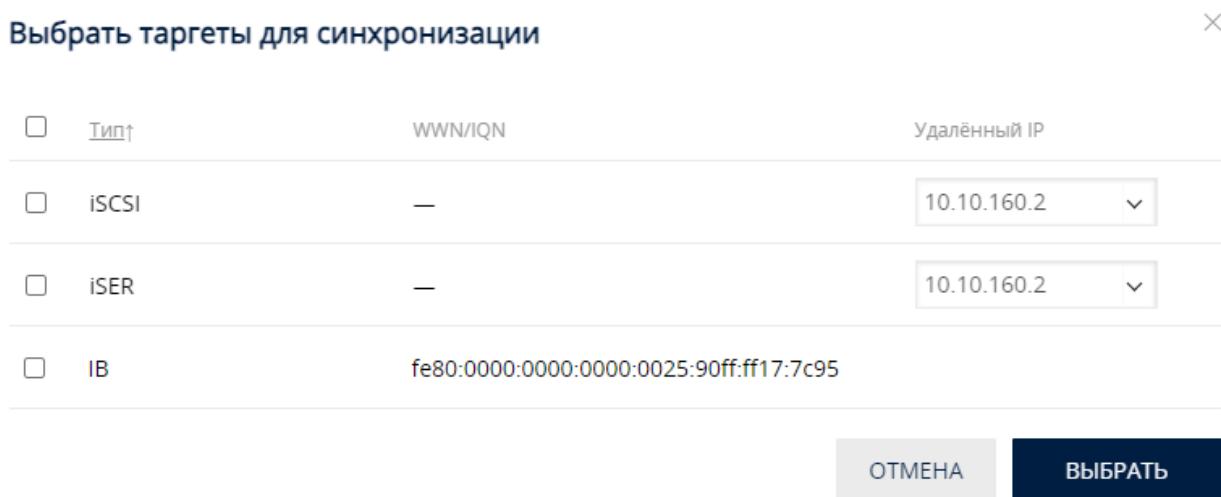 Выбрать таргеты для синхронизации
Тип↑ WWN/IQN Удалённый IP
iSCSI — 10.10.160.2
iSER — 10.10.160.2
IB fe80:0000:0000:0000:0025:90ff:ff17:7c95
ОТМЕНА ВЫБРАТЬ